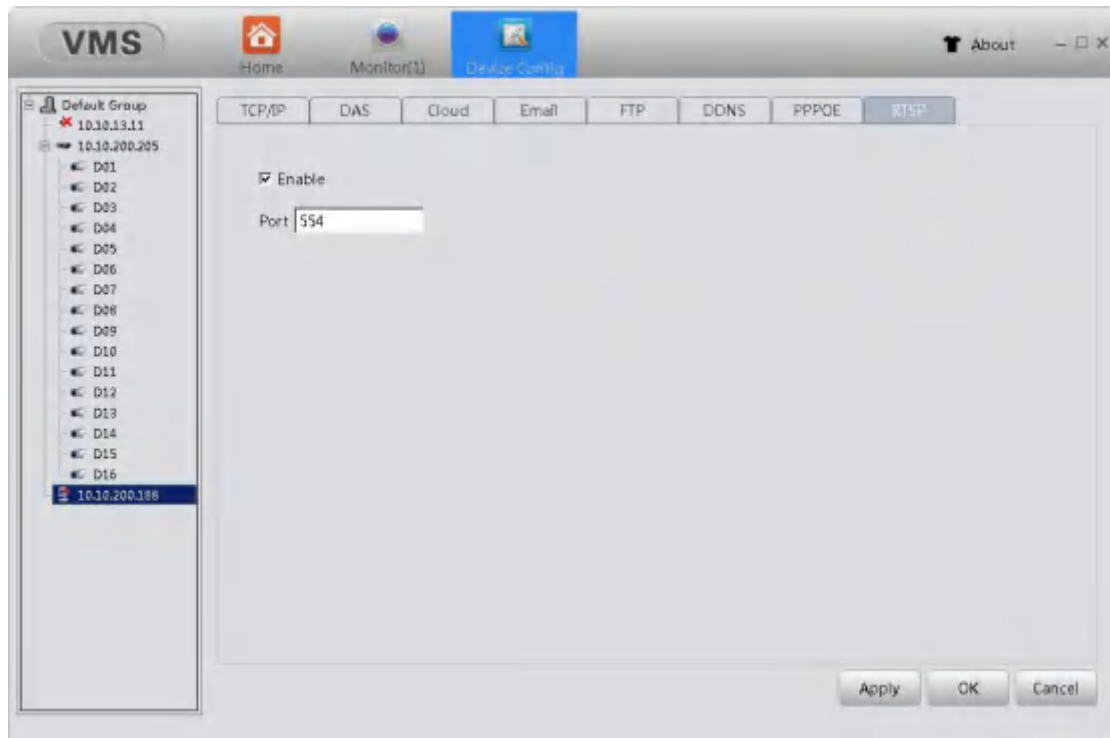 VMS
Home
Monitor(1)
Device Config
About
Default Group
10.10.13.11
10.10.200.205
D01
D02
D03
D04
D05
D06
D07
D08
D09
D10
D11
D12
D13
D14
D15
D16
10.10.200.188
TCP/IP DAS Cloud Email FTP DDNS PPPOE RTSP
Enable
Port 554
Apply OK Cancel